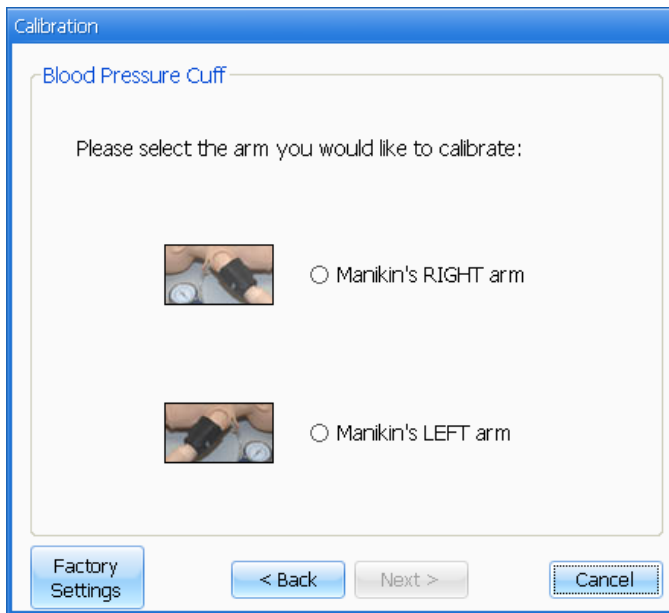 Calibration
Blood Pressure Cuff
Please select the arm you would like to calibrate:
Manikin's RIGHT arm
Manikin's LEFT arm
Factory
Settings
< Back
Next >
Cancel